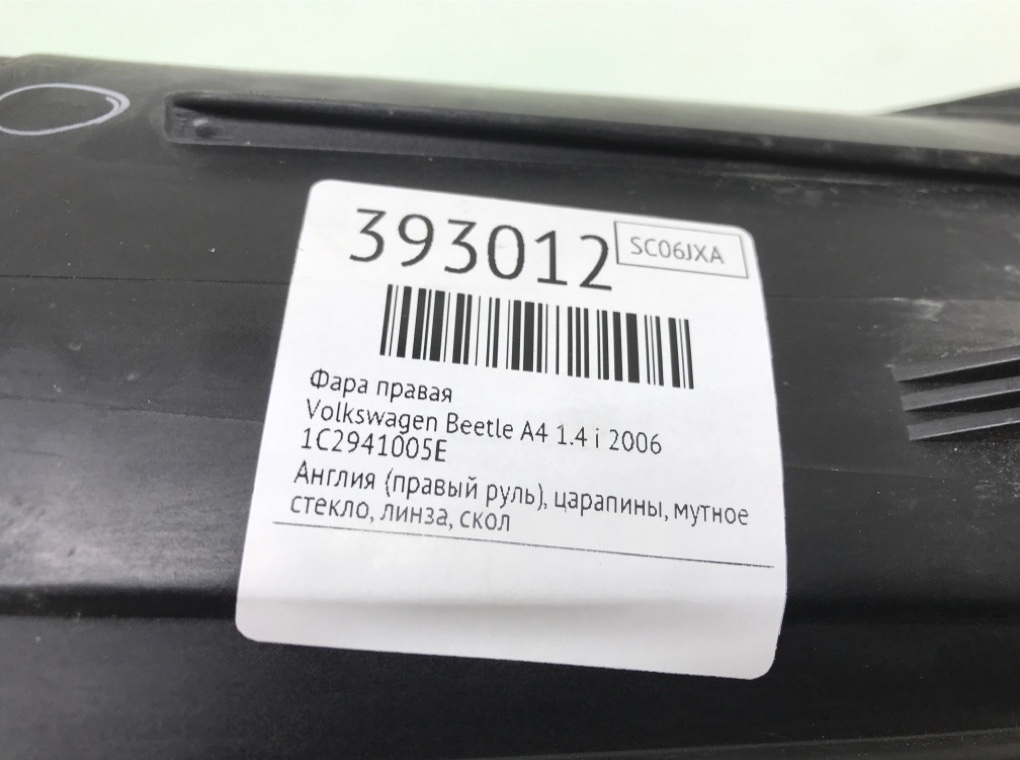 393012
SC06JXA
Фара правая
Volkswagen Beetle A4 1.4 i 2006
1C2941005E
Англия (правый руль), царапины, мутное
стекло, линза, скол